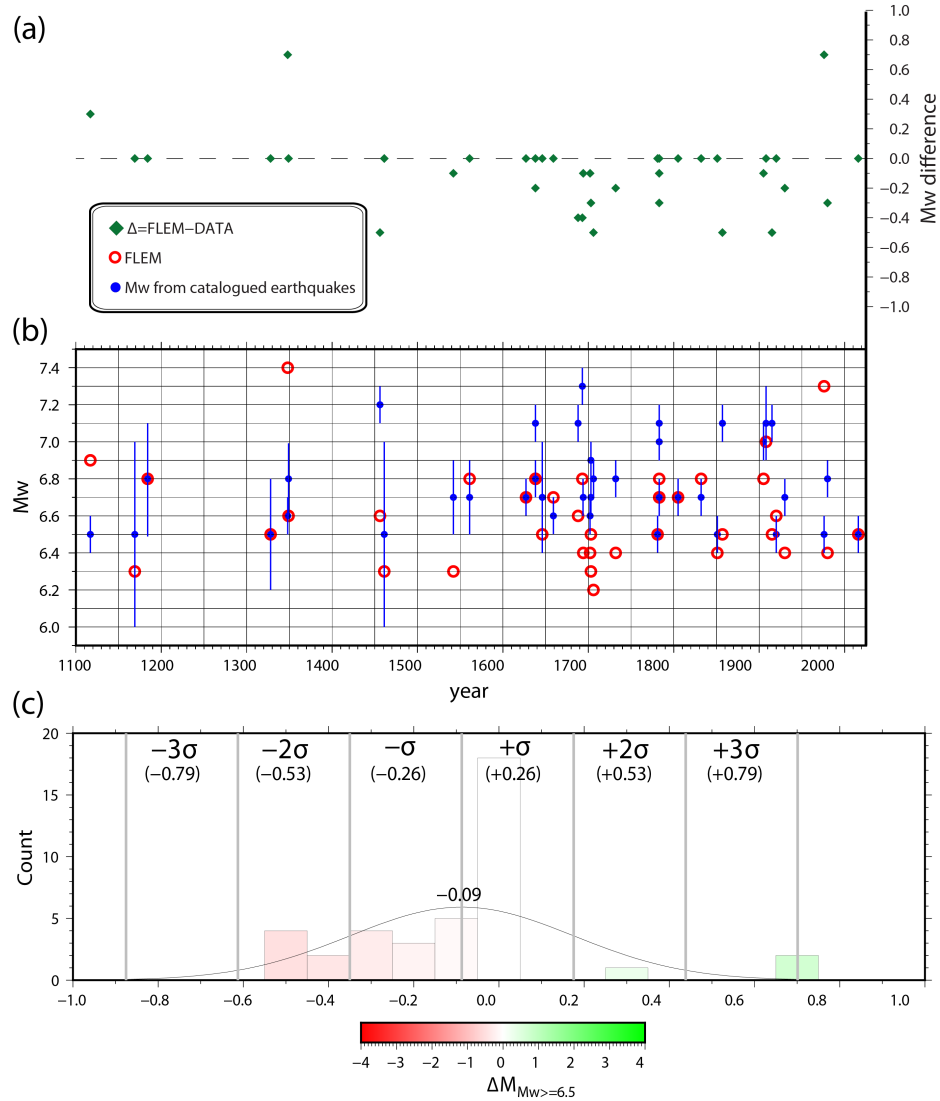 (a)
1.0
0.8
0.6
0.4
0.2
0.0
−0.2
−0.4
−0.6
−0.8
−1.0
Mw difference
Δ=FLEM−DATA
FLEM
Mw from catalogued earthquakes
(b)
7.4
7.2
7.0
6.8
6.6
6.4
6.2
6.0
Mw
1100 1200 1300 1400 1500 1600 1700 1800 1900 2000
year
(c)
20
15
10
5
0
Count
−3σ −2σ −σ +σ +2σ +3σ
(−0.79) (−0.53) (−0.26) (+0.26) (+0.53) (+0.79)
−0.09
−1.0 −0.8 −0.6 −0.4 −0.2 0.0 0.2 0.4 0.6 0.8 1.0
−4 −3 −2 −1 0 1 2 3 4
ΔM Mw>=6.5